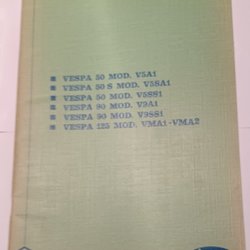 VESPA 50 MOD. V5A1
VESPA 50 S MOD. V5SA1
VESPA 50 MOD. V5SS1
VESPA 90 MOD. V9A1
VESPA 90 MOD. V9SS1
VESPA 125 MOD. VMA1-VMA2